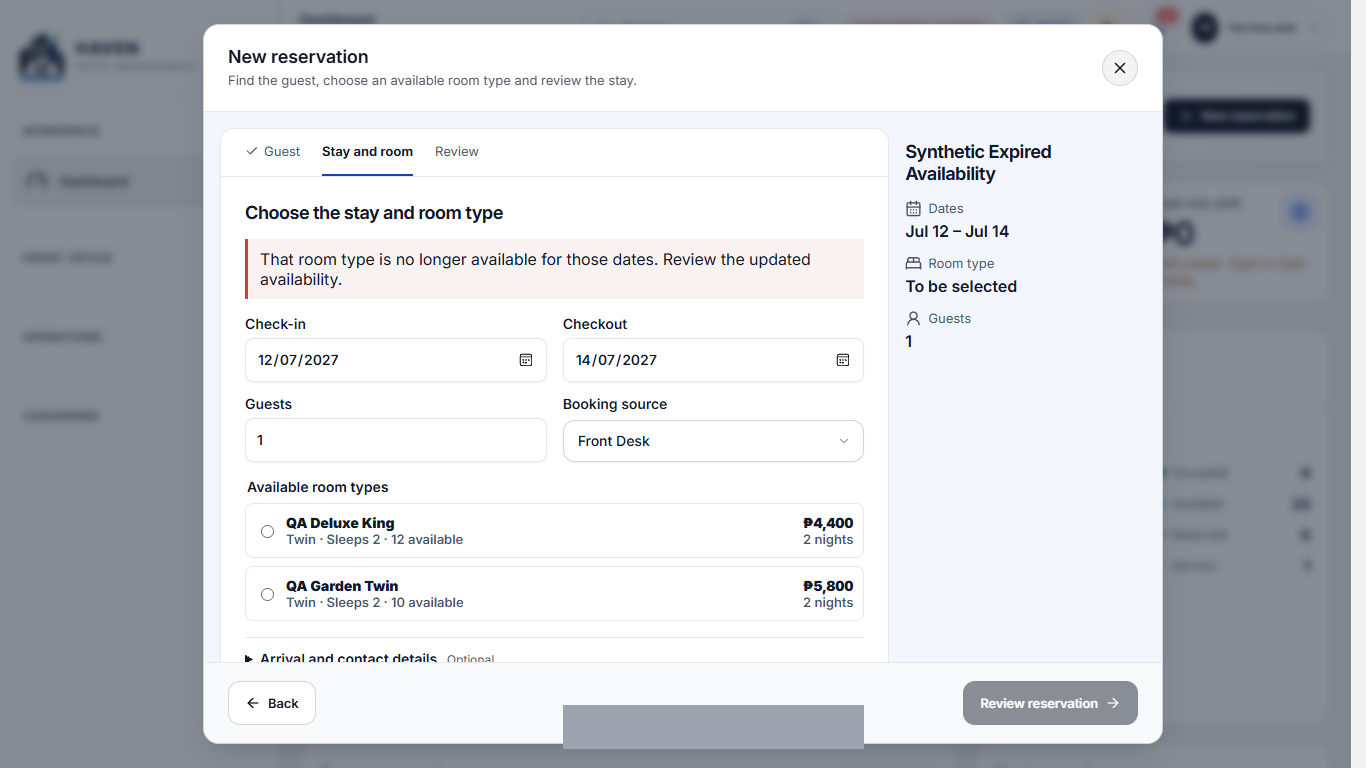 New reservation
Find the guest, choose an available room type and review the stay.
Guest
Stay and room
Review
Choose the stay and room type
That room type is no longer available for those dates. Review the updated
availability.
Check-in
Checkout
12/07/2027
14/07/2027
Guests
Booking source
1
Front Desk
Available room types
QA Deluxe King
₱4,400
Twin · Sleeps 2 · 12 available
2 nights
QA Garden Twin
₱5,800
Twin · Sleeps 2 · 10 available
2 nights
Arrival and contact details Optional
Synthetic Expired
Availability
Dates
Jul 12 – Jul 14
Room type
To be selected
Guests
1
Back
Review reservation
Dashboard
HAVEN
Dashboard
New reservation